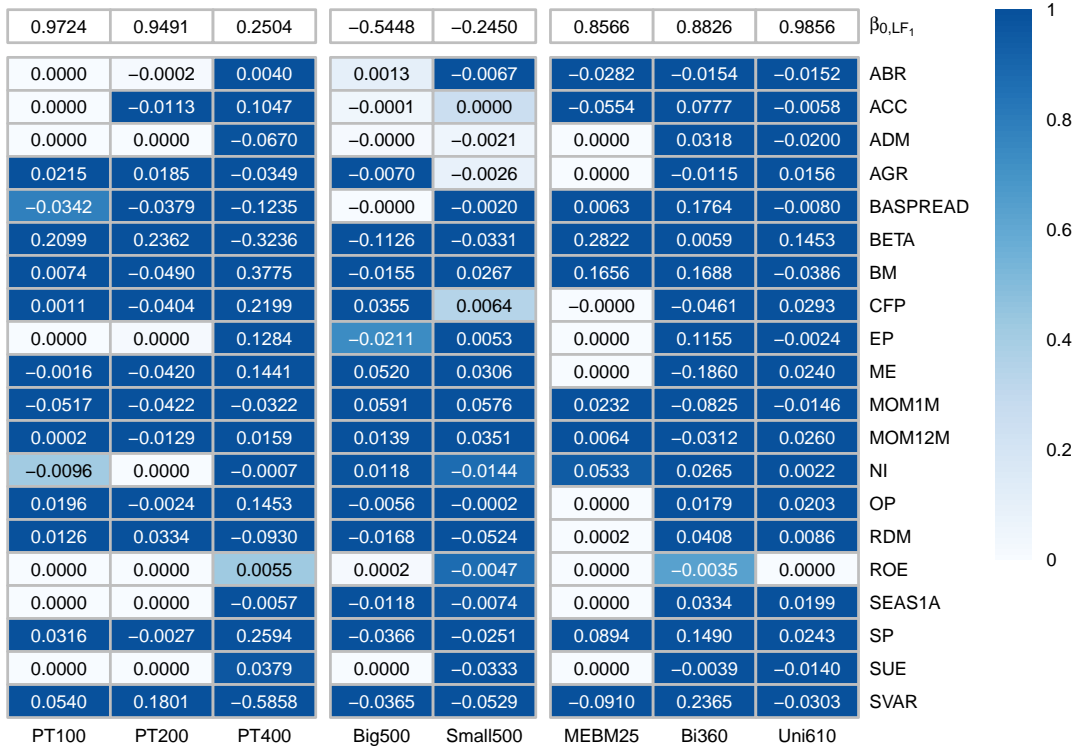 0.9724 0.9491 0.2504 −0.5448 −0.2450 0.8566 0.8826 0.9856 β0,LF1
0.0000 −0.0002 0.0040 0.0013 −0.0067 −0.0282 −0.0154 −0.0152 ABR
0.0000 −0.0113 0.1047 −0.0001 0.0000 −0.0554 0.0777 −0.0058 ACC
0.0000 0.0000 −0.0670 −0.0000 −0.0021 0.0000 0.0318 −0.0200 ADM
0.0215 0.0185 −0.0349 −0.0070 −0.0026 0.0000 −0.0115 0.0156 AGR
−0.0342 −0.0379 −0.1235 −0.0000 −0.0020 0.0063 0.1764 −0.0080 BASPREAD
0.2099 0.2362 −0.3236 −0.1126 −0.0331 0.2822 0.0059 0.1453 BETA
0.0074 −0.0490 0.3775 −0.0155 0.0267 0.1656 0.1688 −0.0386 BM
0.0011 −0.0404 0.2199 0.0355 0.0064 −0.0000 −0.0461 0.0293 CFP
0.0000 0.0000 0.1284 −0.0211 0.0053 0.0000 0.1155 −0.0024 EP
−0.0016 −0.0420 0.1441 0.0520 0.0306 0.0000 −0.1860 0.0240 ME
−0.0517 −0.0422 −0.0322 0.0591 0.0576 0.0232 −0.0825 −0.0146 MOM1M
0.0002 −0.0129 0.0159 0.0139 0.0351 0.0064 −0.0312 0.0260 MOM12M
−0.0096 0.0000 −0.0007 0.0118 −0.0144 0.0533 0.0265 0.0022 NI
0.0196 −0.0024 0.1453 −0.0056 −0.0002 0.0000 0.0179 0.0203 OP
0.0126 0.0334 −0.0930 −0.0168 −0.0524 0.0002 0.0408 0.0086 RDM
0.0000 0.0000 0.0055 0.0002 −0.0047 0.0000 −0.0035 0.0000 ROE
0.0000 0.0000 −0.0057 −0.0118 −0.0074 0.0000 0.0334 0.0199 SEAS1A
0.0316 −0.0027 0.2594 −0.0366 −0.0251 0.0894 0.1490 0.0243 SP
0.0000 0.0000 0.0379 0.0000 −0.0333 0.0000 −0.0039 −0.0140 SUE
0.0540 0.1801 −0.5858 −0.0365 −0.0529 −0.0910 0.2365 −0.0303 SVAR
PT100 PT200 PT400 Big500 Small500 MEBM25 Bi360 Uni610
1
0.8
0.6
0.4
0.2
0